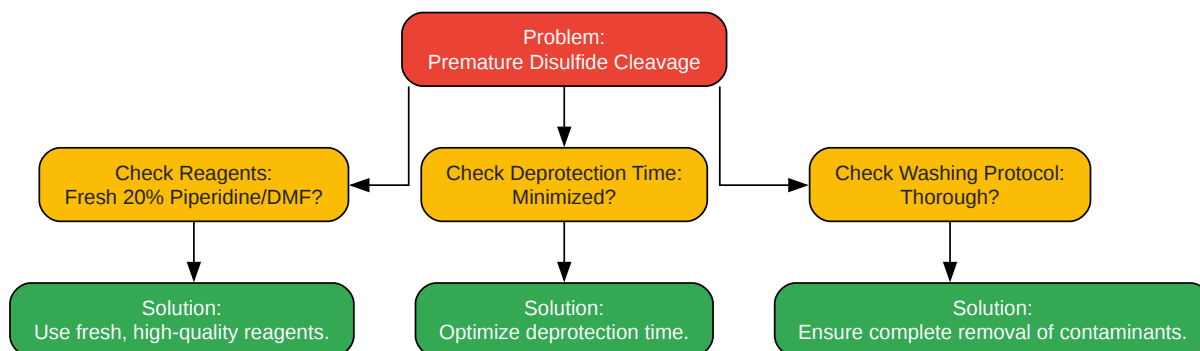 Problem:
Premature Disulfide Cleavage
Check Reagents:
Fresh 20% Piperidine/DMF?
Check Deprotection Time:
Minimized?
Check Washing Protocol:
Thorough?
Solution:
Use fresh, high-quality reagents.
Solution:
Optimize deprotection time.
Solution:
Ensure complete removal of contaminants.